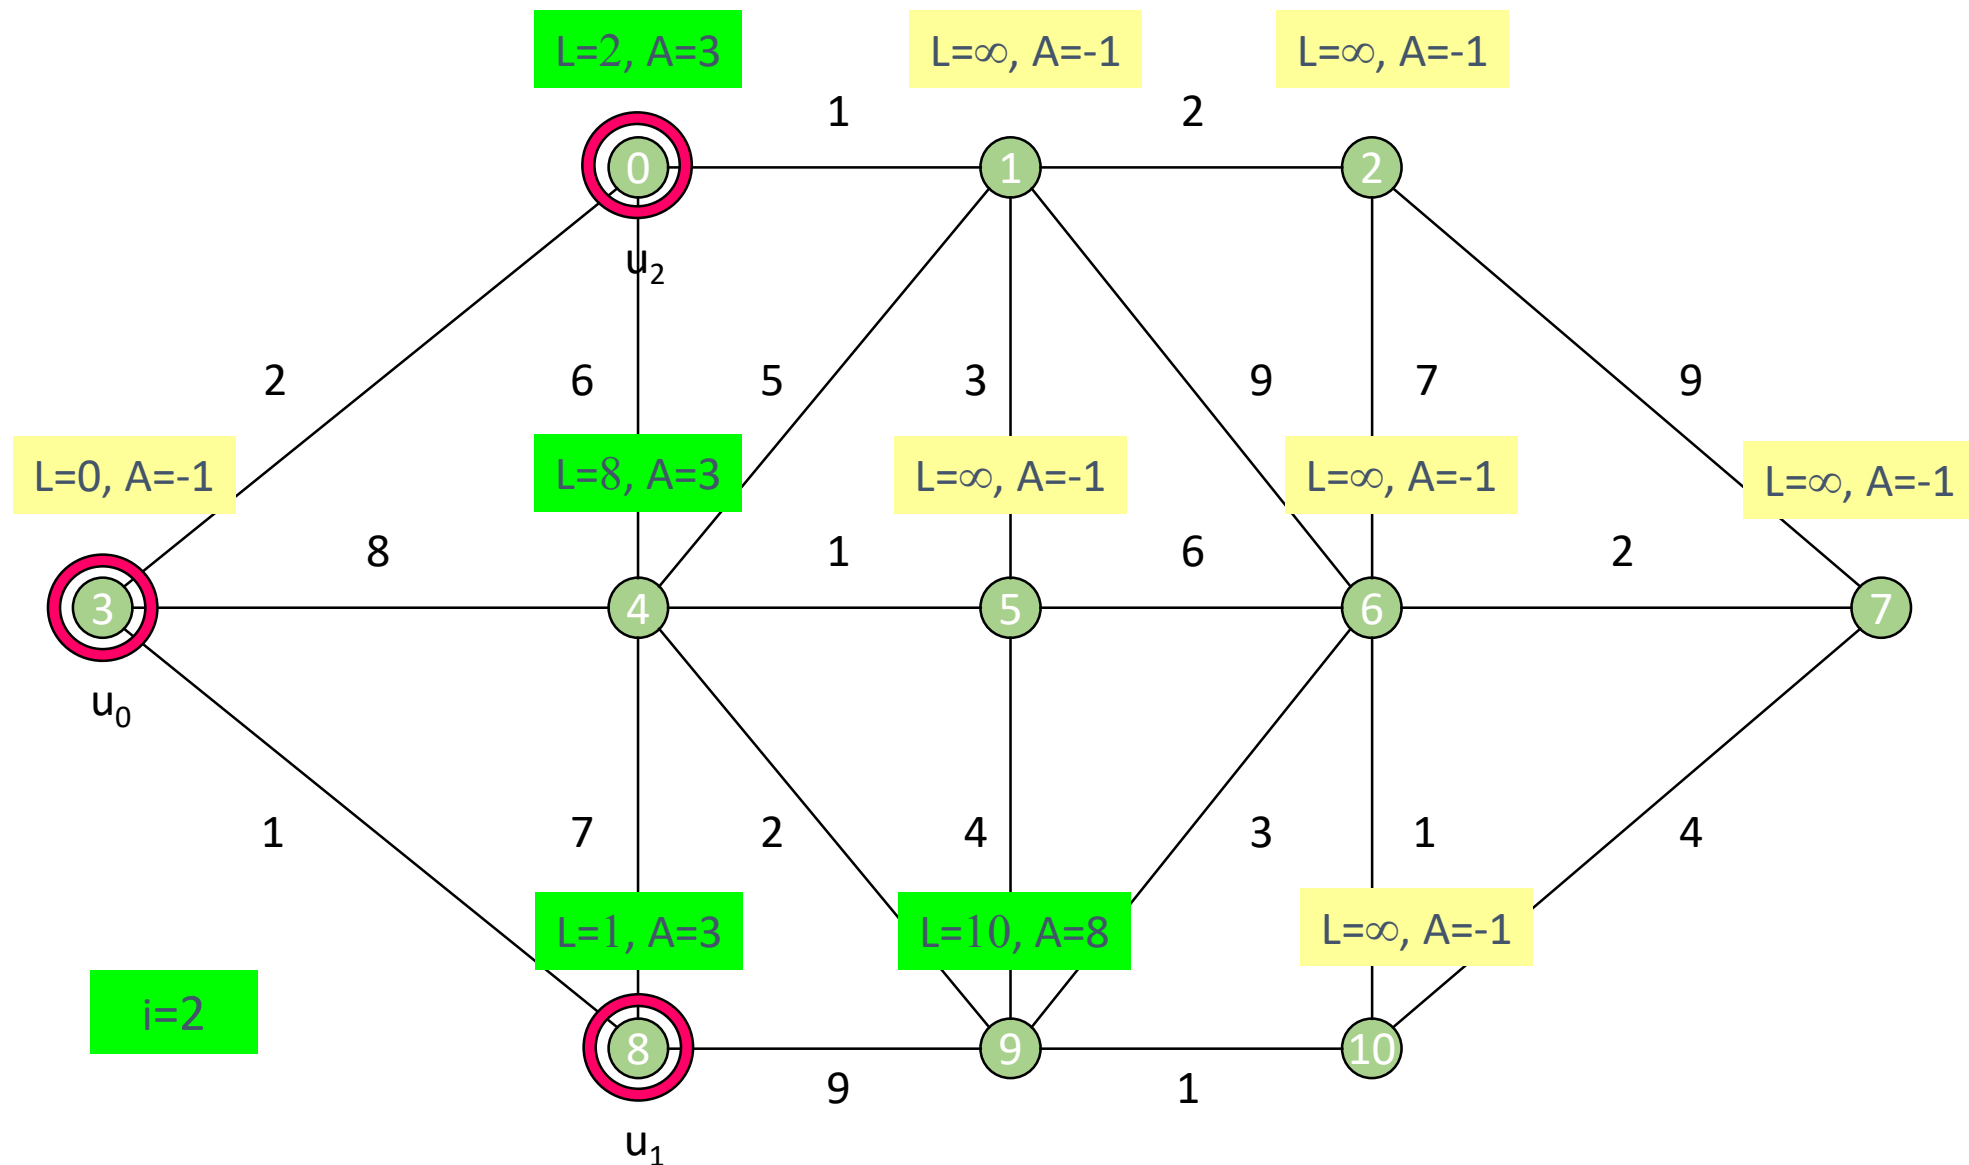 L=2, A=3
L=∞, A=-1
L=∞, A=-1
1
2
0
1
2
u₂
2
6
5
3
9
7
9
L=0, A=-1
L=8, A=3
L=∞, A=-1
L=∞, A=-1
L=∞, A=-1
8
1
6
2
3
4
5
6
7
u₀
1
7
2
4
3
1
4
L=1, A=3
L=10, A=8
L=∞, A=-1
i=2
8
9
10
9
1
u₁